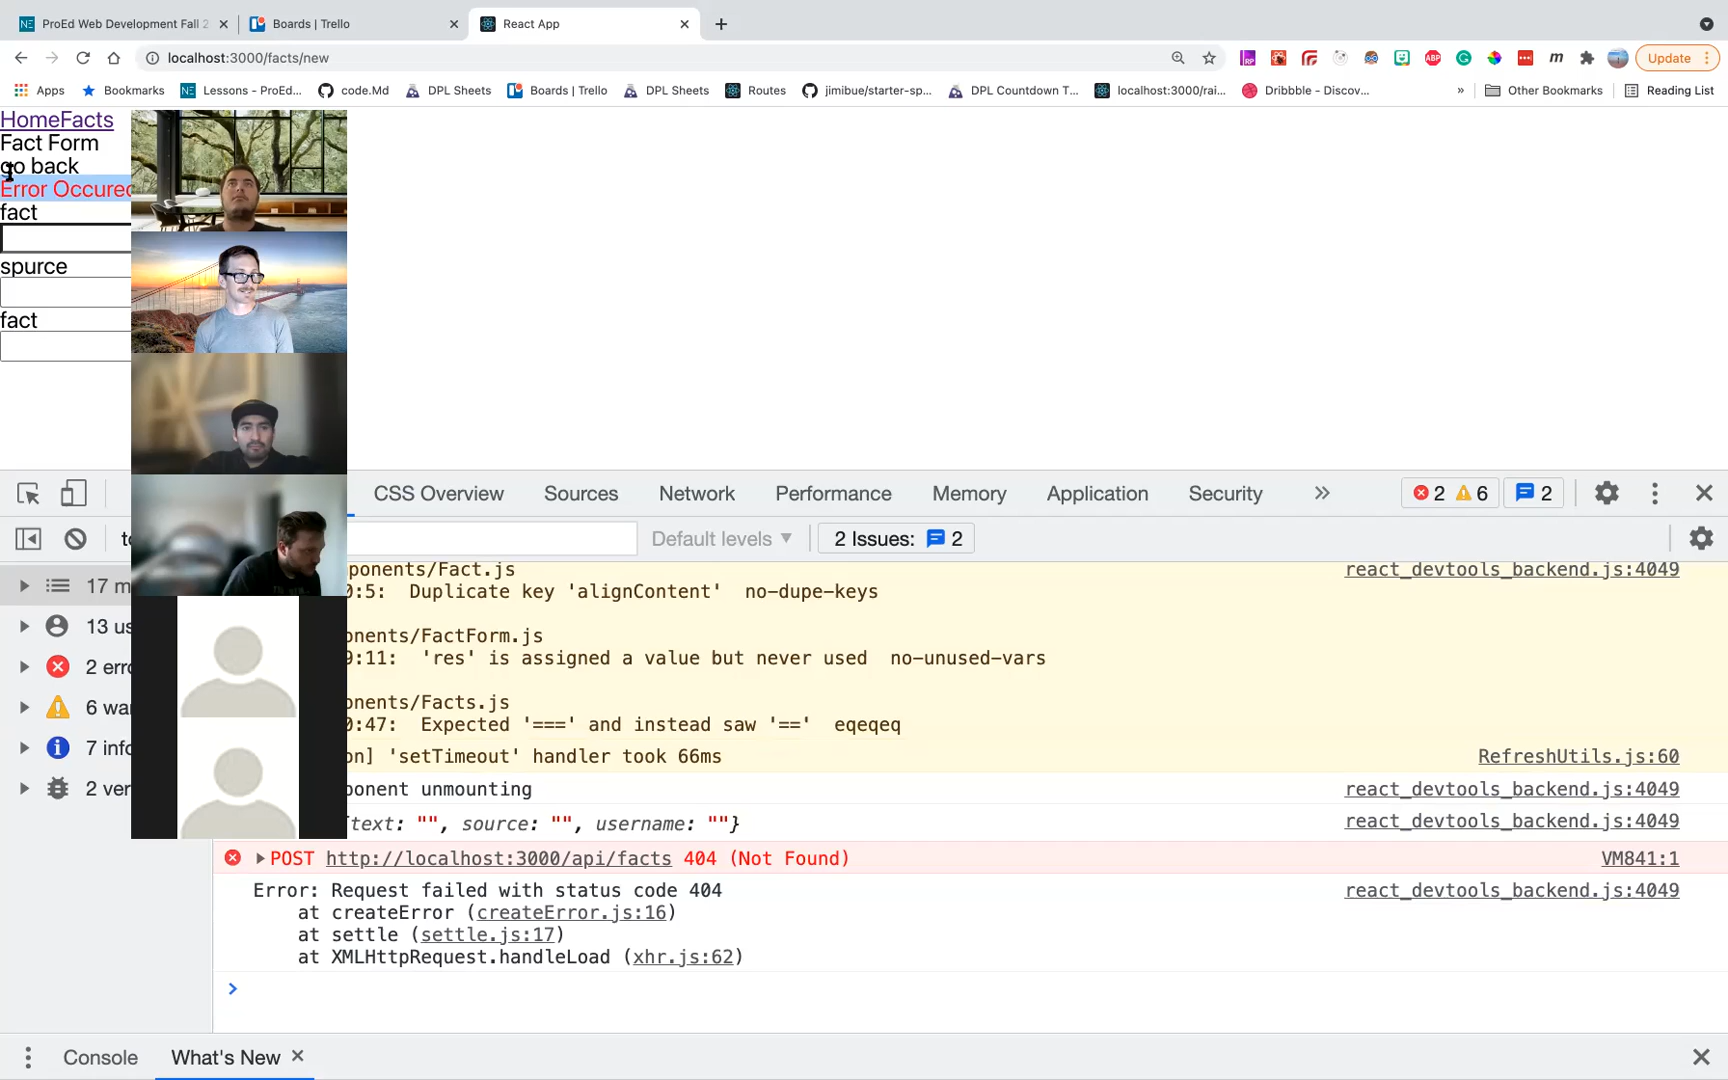 ProEd Web Development Fall 2
Boards | Trello
React App
localhost:3000/facts/new
Update
Apps
Bookmarks
Lessons - ProEd...
code.Md
DPL Sheets
Boards | Trello
DPL Sheets
Routes
jimibue/starter-sp...
DPL Countdown T...
localhost:3000/rai...
Dribbble - Discov...
»
Other Bookmarks
Reading List
HomeFacts
Fact Form
go back
Error Occured
fact
spurce
fact
CSS Overview
Sources
Network
Performance
Memory
Application
Security
»
2
6
2
Default levels ▼
2 Issues:
2
17 m
13 us
2 erro
6 war
7 info
2 ver
ponents/Fact.js
0:5: Duplicate key 'alignContent' no-dupe-keys
react_devtools_backend.js:4049
onents/FactForm.js
9:11: 'res' is assigned a value but never used no-unused-vars
onents/Facts.js
0:47: Expected '===' and instead saw '==' eqeqeq
on] 'setTimeout' handler took 66ms
RefreshUtils.js:60
ponent unmounting
react_devtools_backend.js:4049
text: "", source: "", username: ""}
react_devtools_backend.js:4049
POST http://localhost:3000/api/facts 404 (Not Found)
VM841:1
Error: Request failed with status code 404
react_devtools_backend.js:4049
at createError (createError.js:16)
at settle (settle.js:17)
at XMLHttpRequest.handleLoad (xhr.js:62)
>
Console
What's New